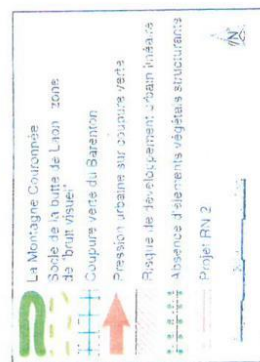 La Montagne Couronnée
Socle de la butte de Laon : zone
de "bruit visuel"
Coupure verte du Barenton
Pression urbaine sur coupure verte
Risque de développement urbain linéaire
Absence d'éléments végétaux structurants
Projet RN 2
N